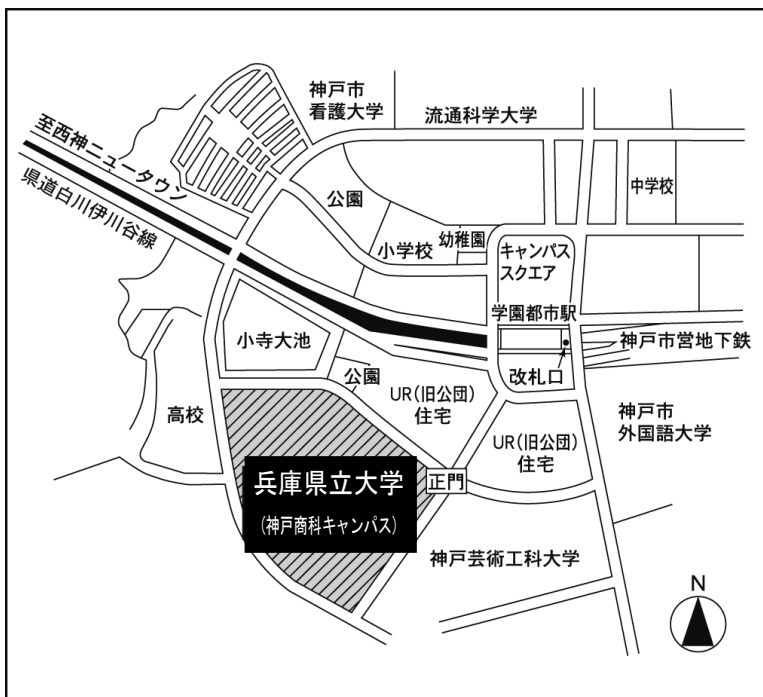 神戸市
看護大学
流通科学大学
至西神ニュータウン
県道白川伊川谷線
公園
中学校
小学校
幼稚園
キャンパス
スクエア
学園都市駅
神戸市営地下鉄
改札口
小寺大池
公園
UR(旧公団)
住宅
高校
UR(旧公団)
住宅
神戸市
外国語大学
兵庫県立大学
(神戸商科キャンパス)
正門
神戸芸術工科大学
N